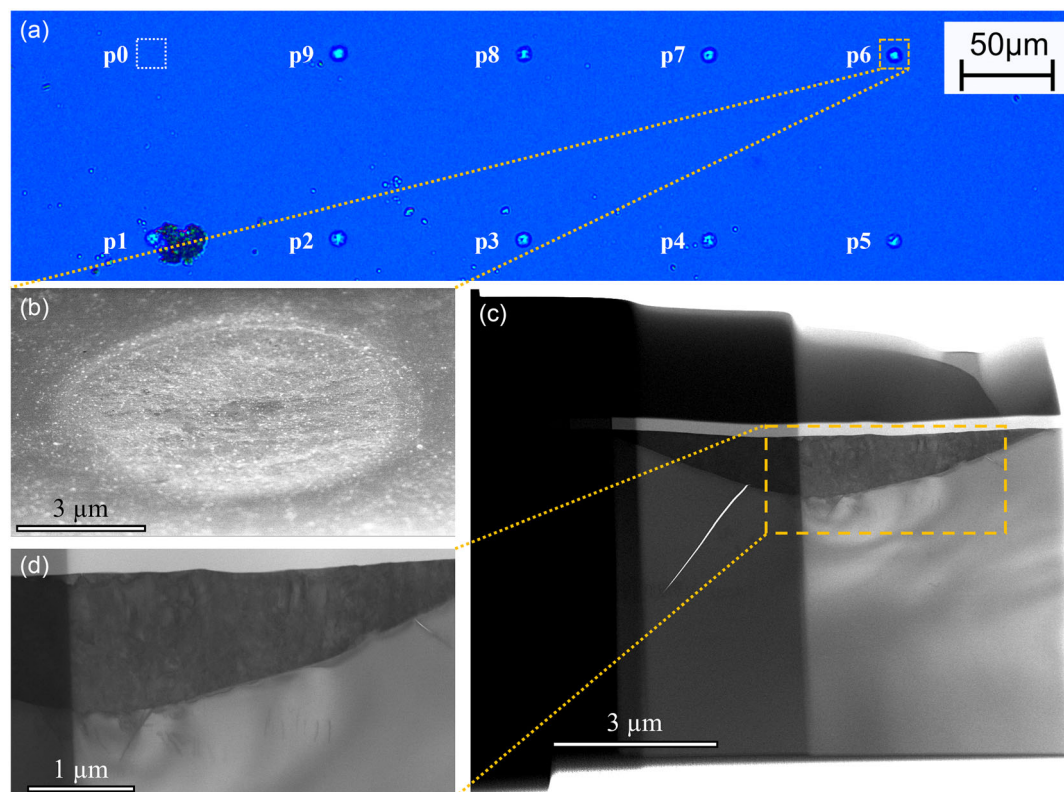 (a)
p0 p9 p8 p7 p6 50μm
p1 p2 p3 p4 p5
(b)
3 μm
(c)
3 μm
(d)
1 μm